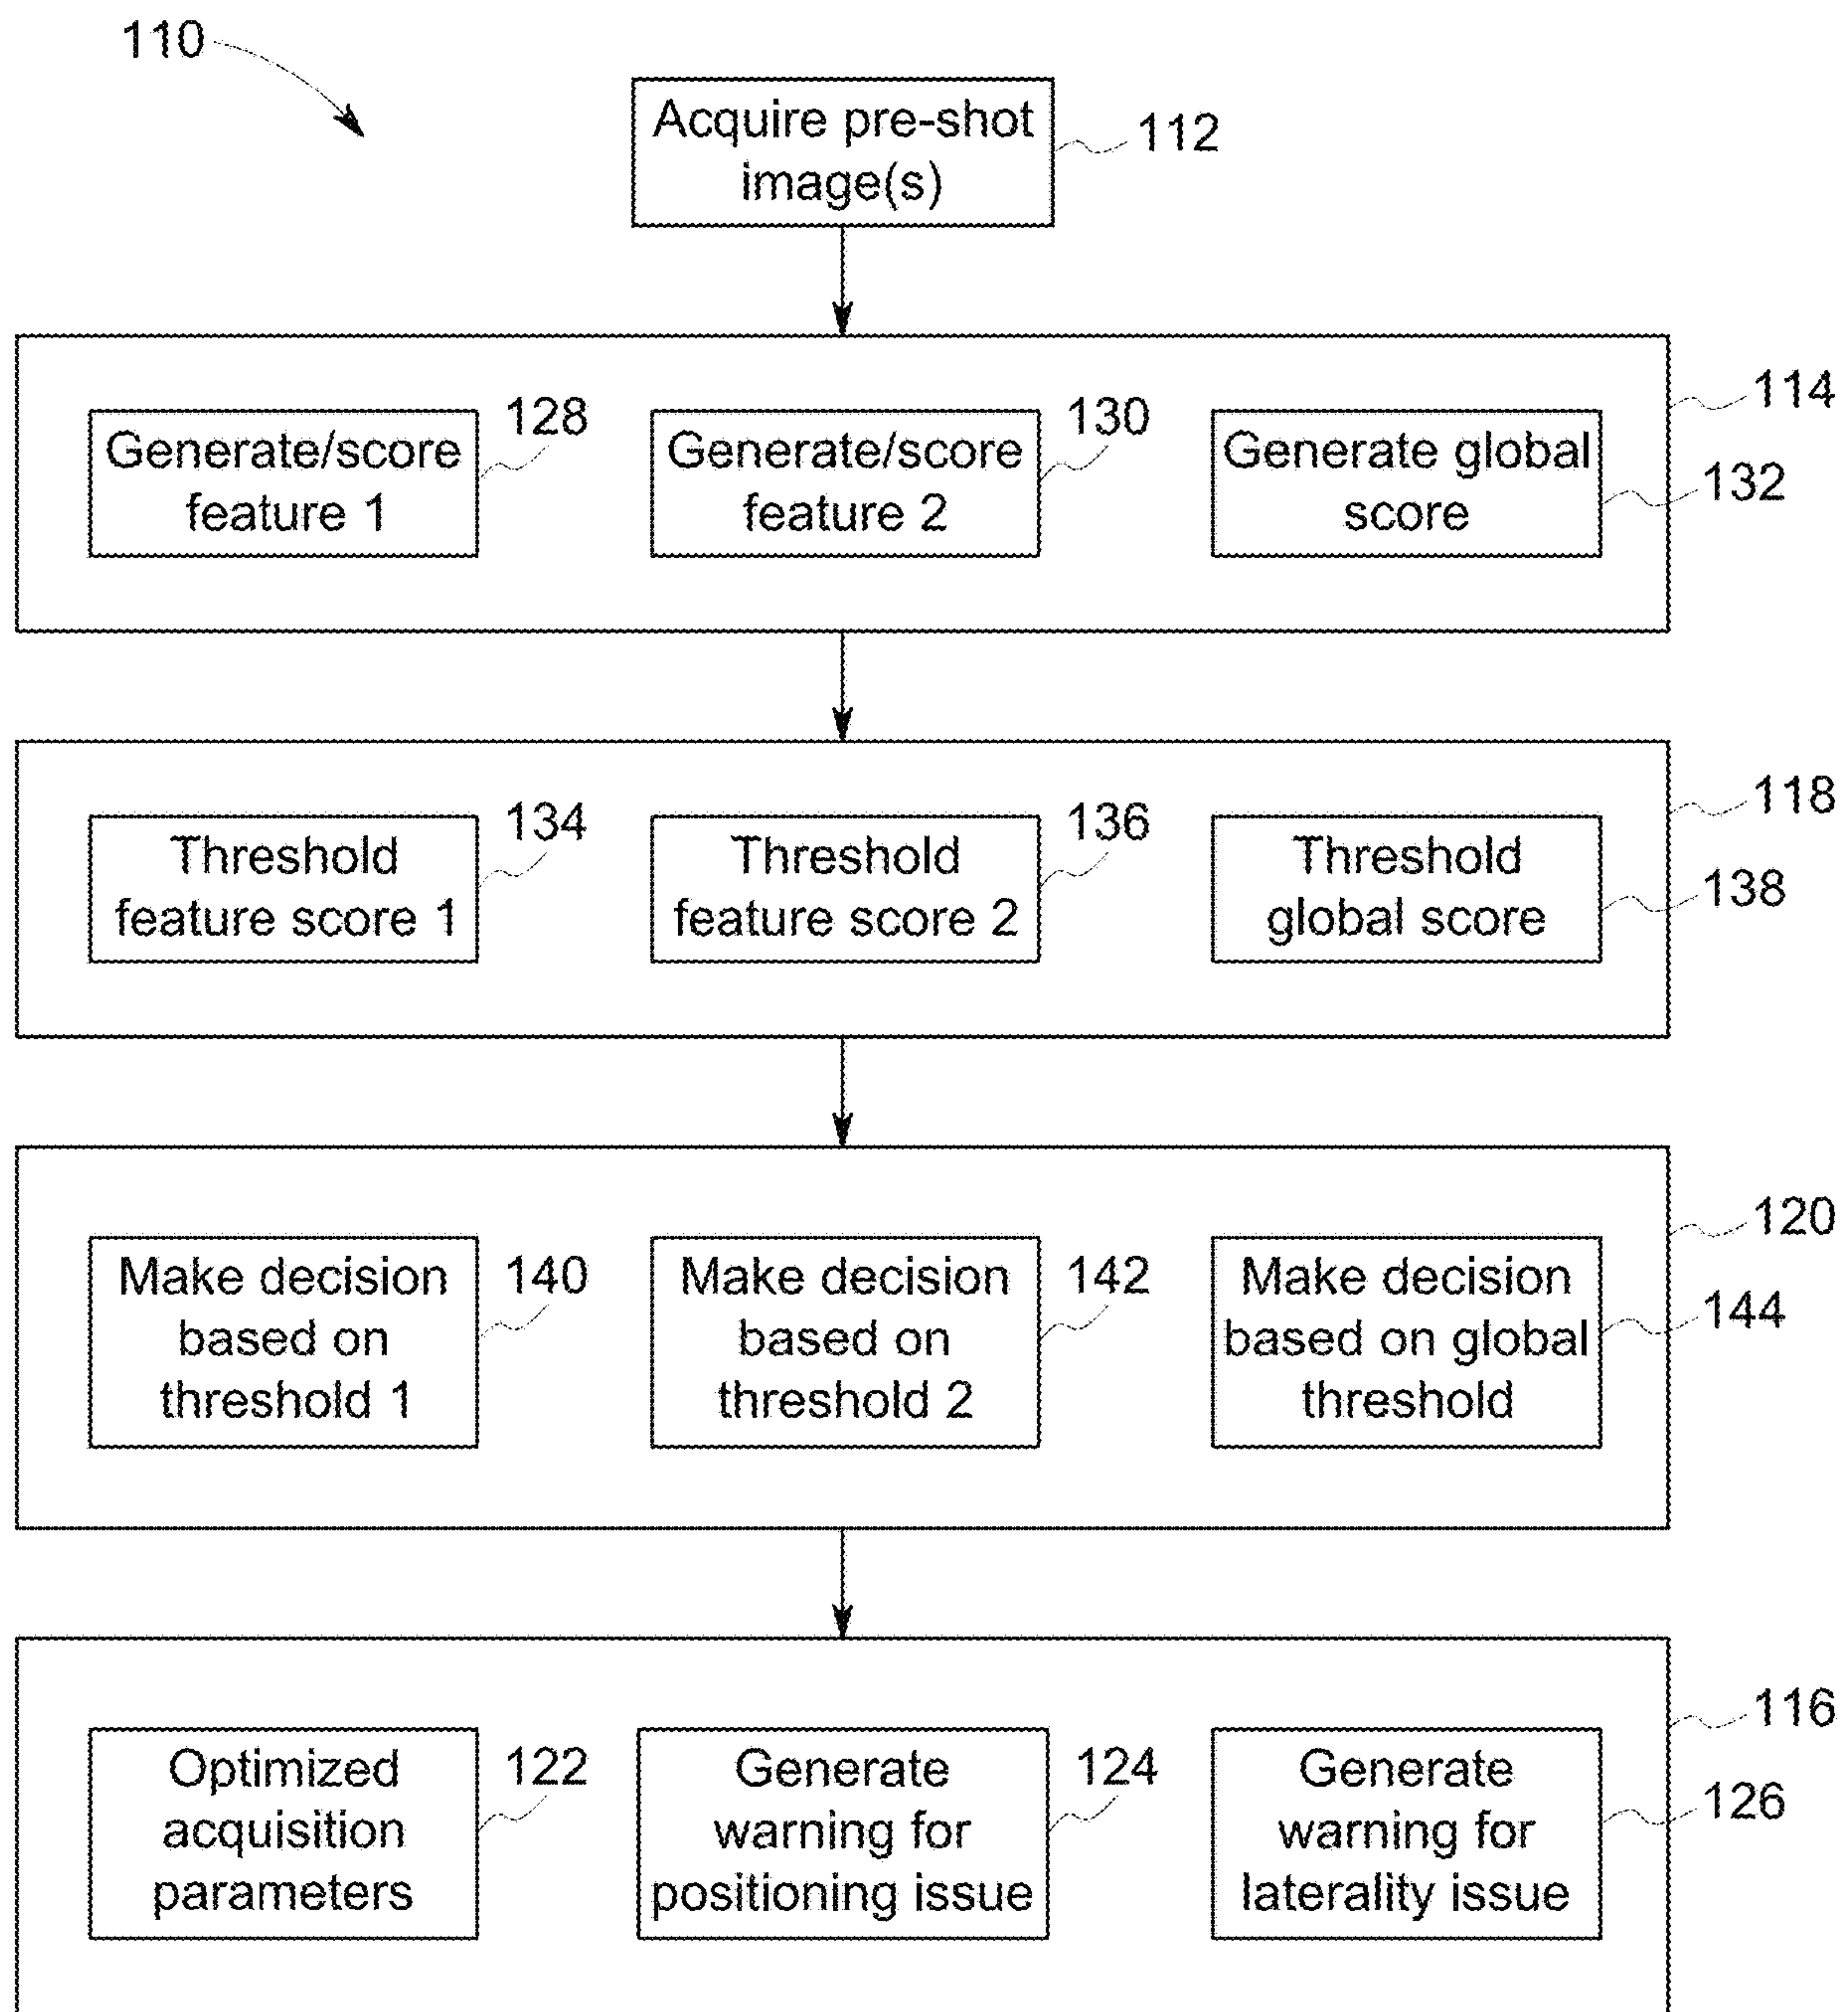 110
Acquire pre-shot
image(s)
112
114
Generate/score
feature 1
128
Generate/score
feature 2
130
Generate global
score
132
118
Threshold
feature score 1
134
Threshold
feature score 2
136
Threshold
global score
138
120
Make decision
based on
threshold 1
140
Make decision
based on
threshold 2
142
Make decision
based on global
threshold
144
116
Optimized
acquisition
parameters
122
Generate
warning for
positioning issue
124
Generate
warning for
laterality issue
126